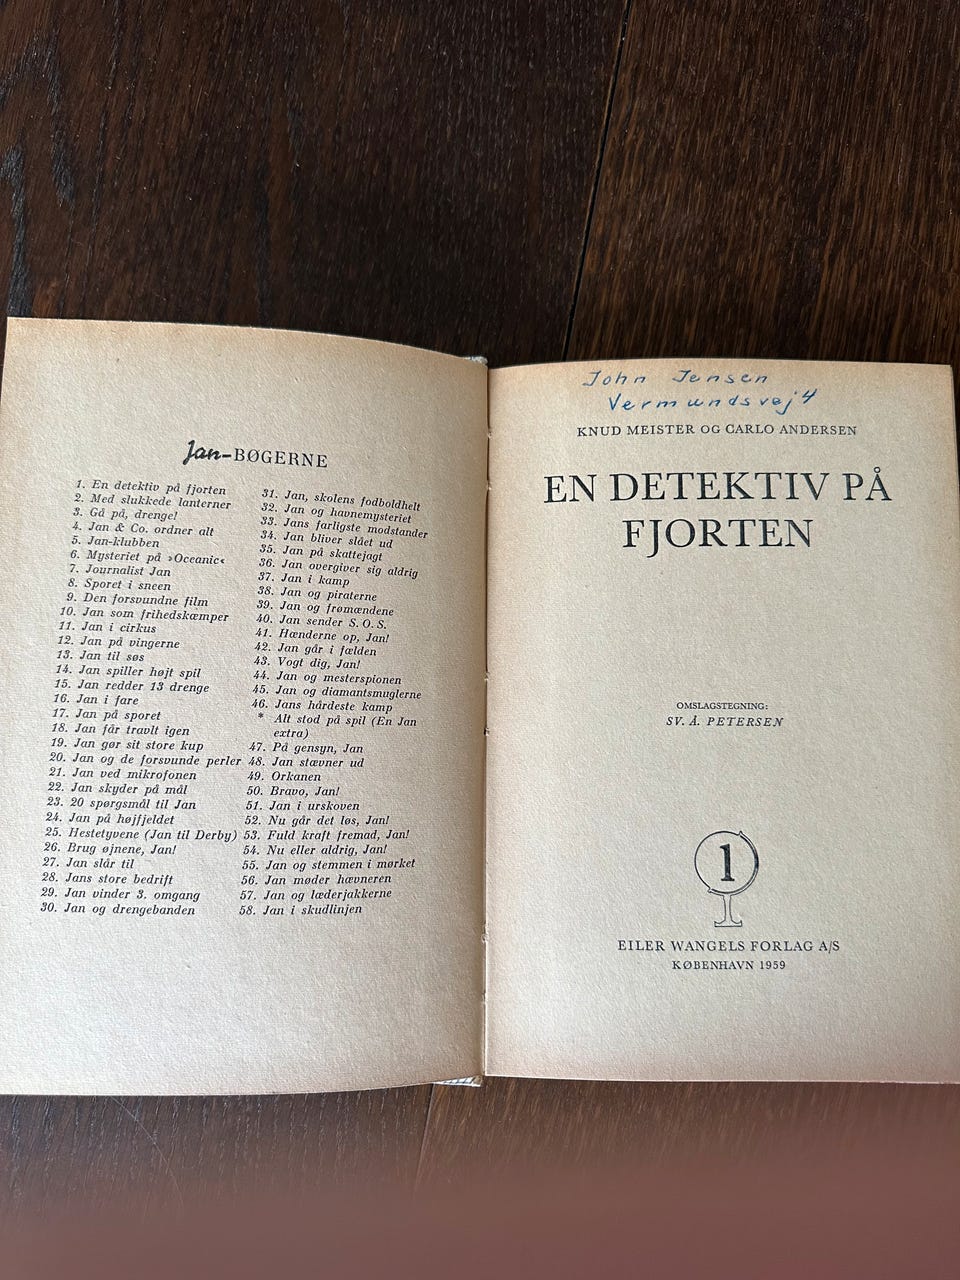 Jan-BØGERNE
1. En detektiv på fjorten
2. Med slukkede lanterner
3. Gå på, drenge!
4. Jan & Co. ordner alt
5. Jan-klubben
6. Mysteriet på »Oceanic«
7. Journalist Jan
8. Sporet i sneen
9. Den forsvundne film
10. Jan som frihedskæmper
11. Jan i cirkus
12. Jan på vingerne
13. Jan til søs
14. Jan spiller højt spil
15. Jan redder 13 drenge
16. Jan i fare
17. Jan på sporet
18. Jan får travlt igen
19. Jan gør sit store kup
20. Jan og de forsvundne perler
21. Jan ved mikrofonen
22. Jan skyder på mål
23. 20 spørgsmål til Jan
24. Jan på højfjeldet
25. Hestetyvene (Jan til Derby)
26. Brug øjnene, Jan!
27. Jan slår til
28. Jans store bedrift
29. Jan vinder 3. omgang
30. Jan og drengebanden
31. Jan, skolens fodboldhelt
32. Jan og havnemysteriet
33. Jans farligste modstander
34. Jan bliver slået ud
35. Jan på skattejagt
36. Jan overgiver sig aldrig
37. Jan i kamp
38. Jan og piraterne
39. Jan og frømændene
40. Jan sender S.O.S.
41. Hænderne op, Jan!
42. Jan går i fælden
43. Vogt dig, Jan!
44. Jan og mesterspionen
45. Jan og diamantsmuglerne
46. Jans hårdeste kamp
* Alt stod på spil (En Jan
extra)
47. På gensyn, Jan
48. Jan stævner ud
49. Orkanen
50. Bravo, Jan!
51. Jan i urskoven
52. Nu går det løs, Jan!
53. Fuld kraft fremad, Jan!
54. Nu eller aldrig, Jan!
55. Jan og stemmen i mørket
56. Jan møder hævneren
57. Jan og læderjakkerne
58. Jan i skudlinjen
John Jensen
Vermundsvej 4
KNUD MEISTER OG CARLO ANDERSEN
EN DETEKTIV PÅ
FJORTEN
OMSLAGSTEGNING:
SV. Å. PETERSEN
1
EILER WANGELS FORLAG A/S
KØBENHAVN 1959